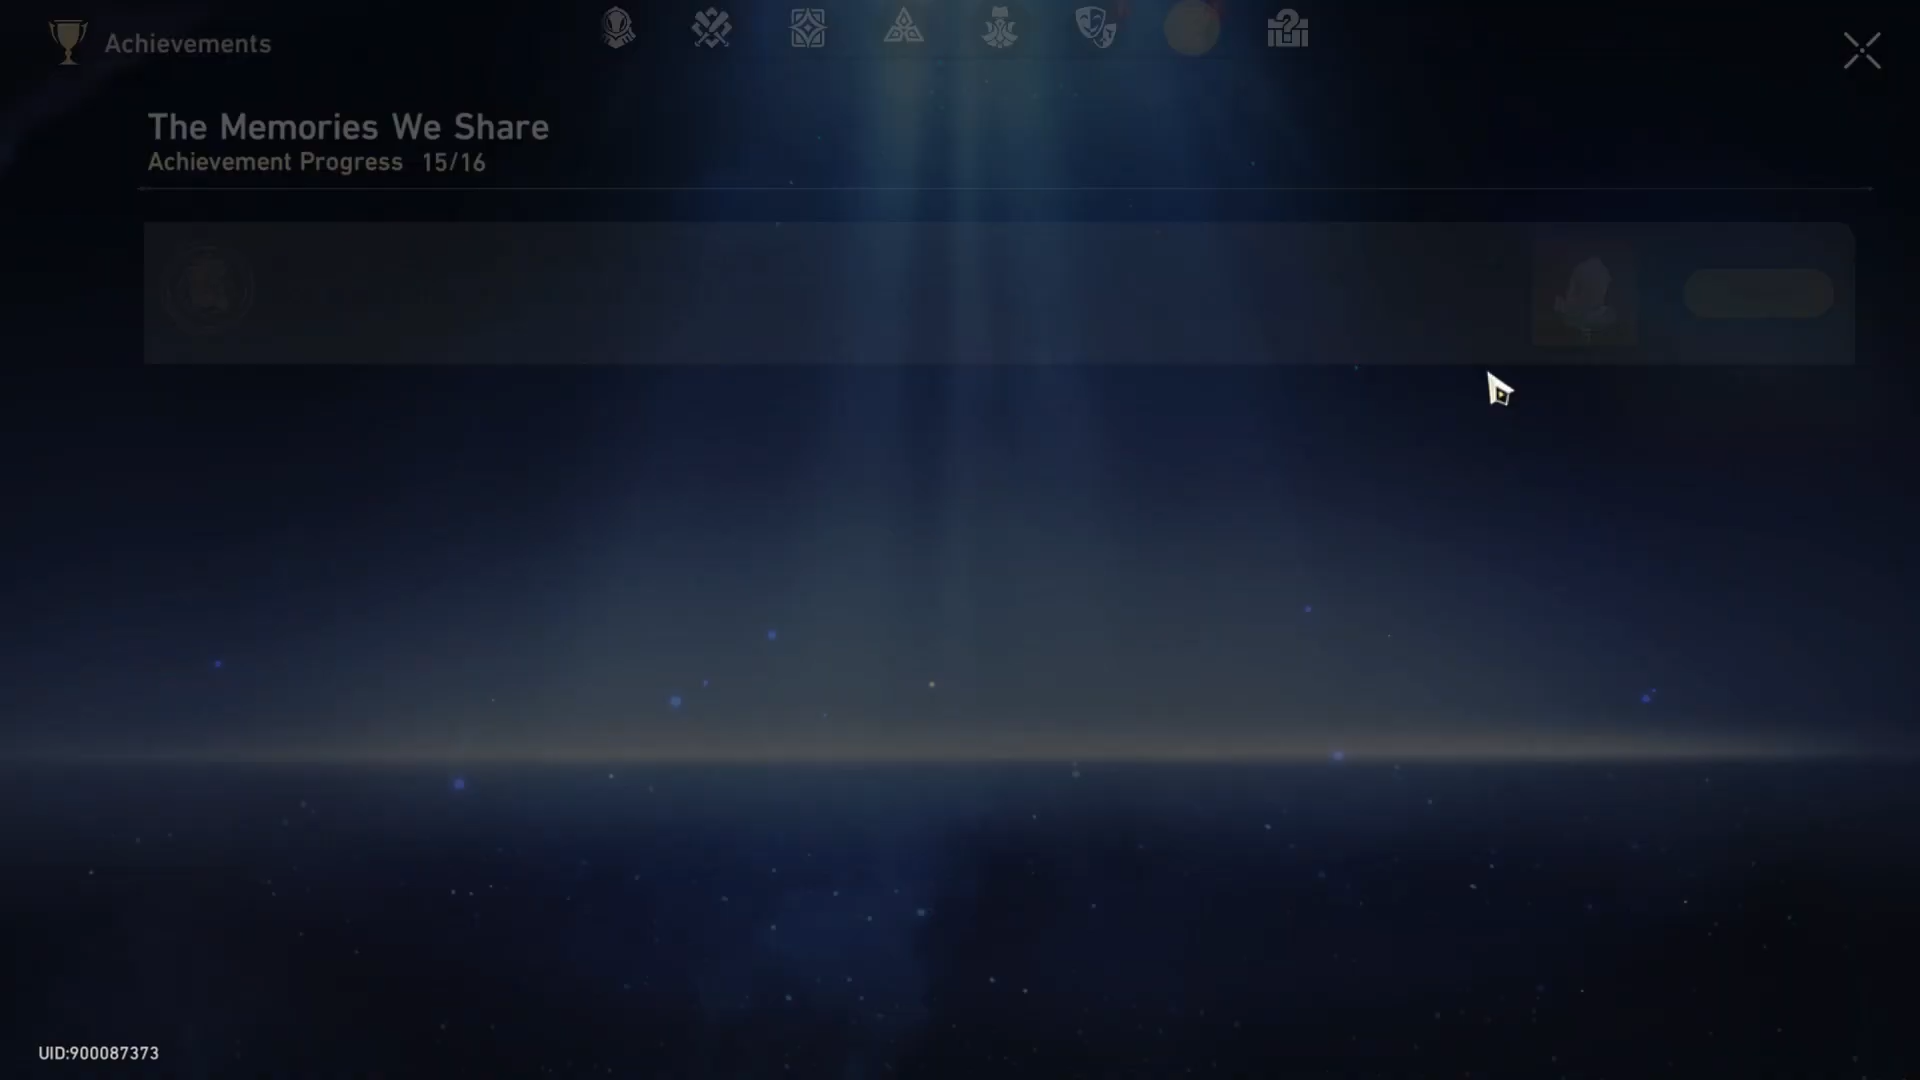 Achievements
The Memories We Share
Achievement Progress 15/16
UID:900087373